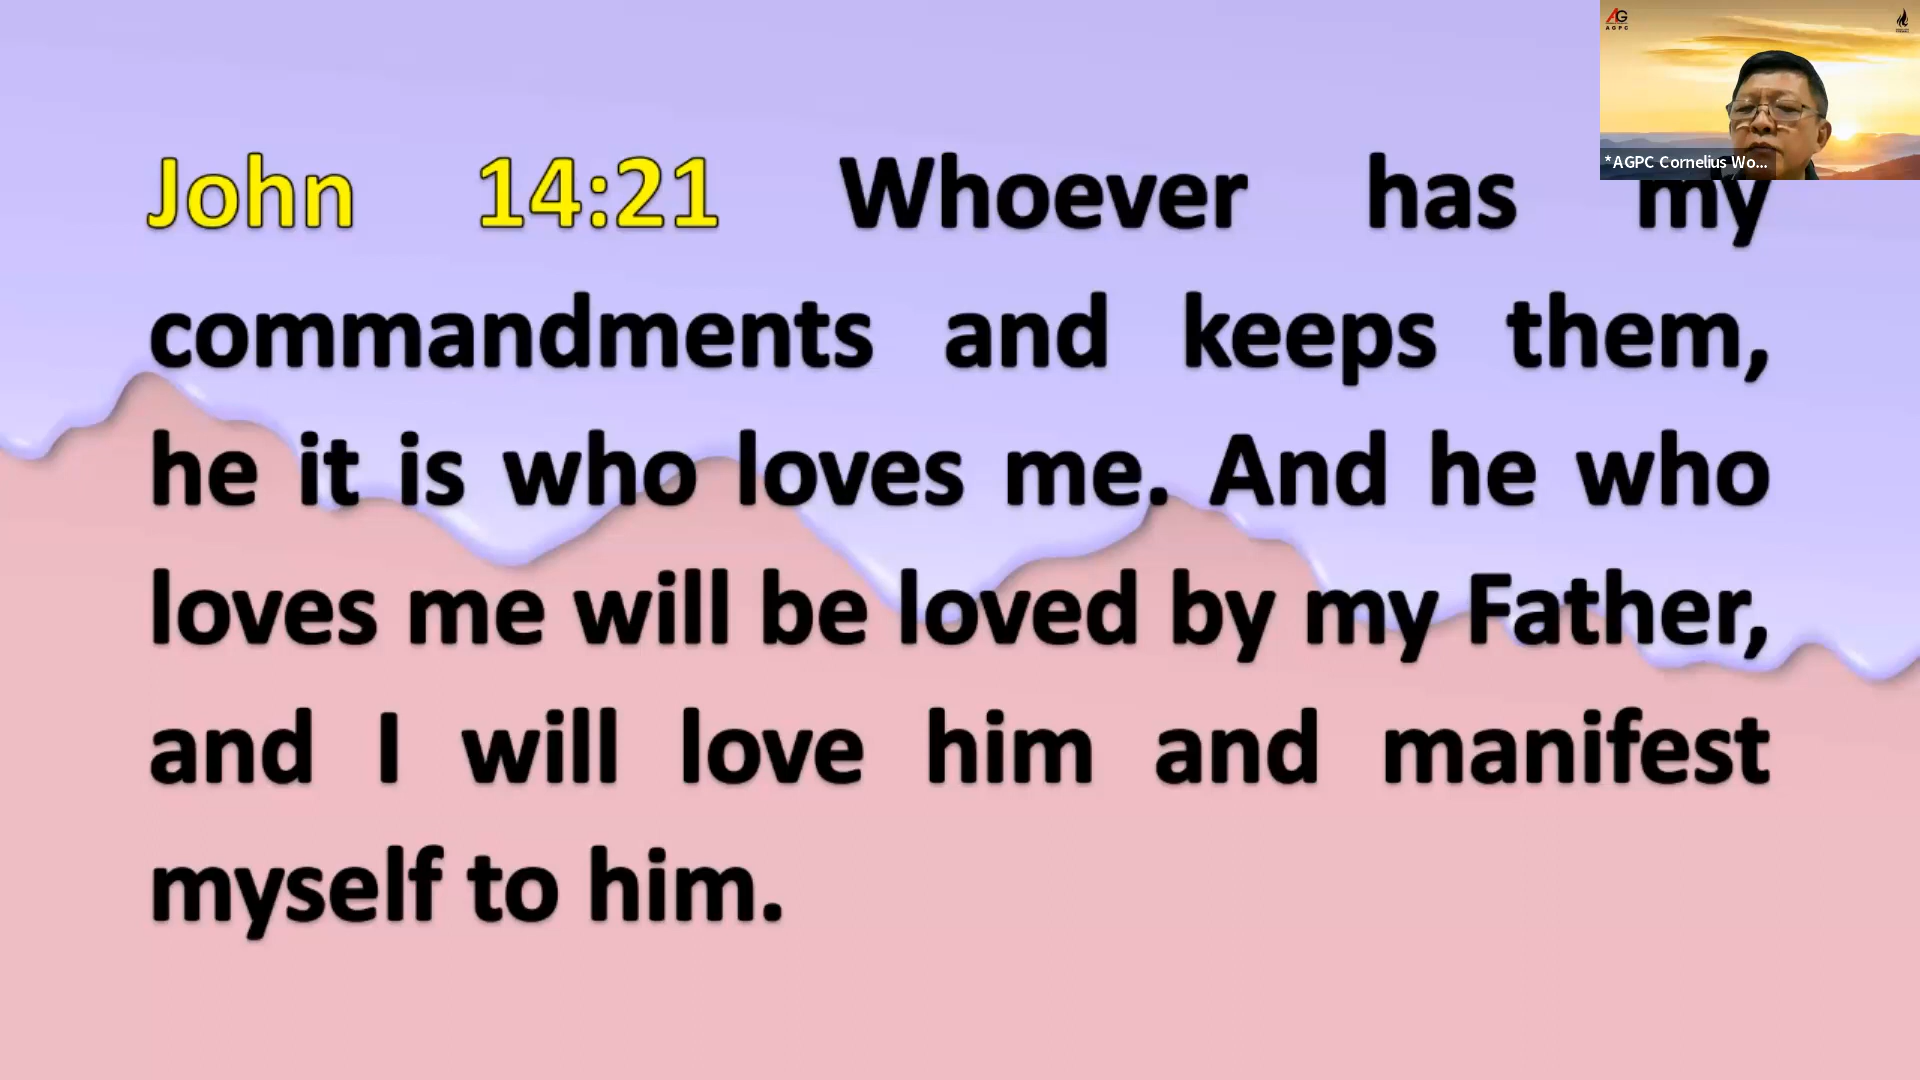 AG
AGPC
*AGPC Cornelius Wo...
John 14:21 Whoever has my
commandments and keeps them,
he it is who loves me. And he who
loves me will be loved by my Father,
and I will love him and manifest
myself to him.